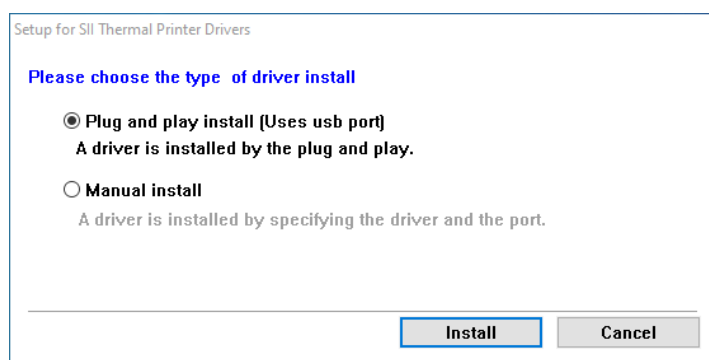 Setup for SII Thermal Printer Drivers
Please choose the type of driver install
Plug and play install (Uses usb port)
A driver is installed by the plug and play.
Manual install
A driver is installed by specifying the driver and the port.
Install Cancel